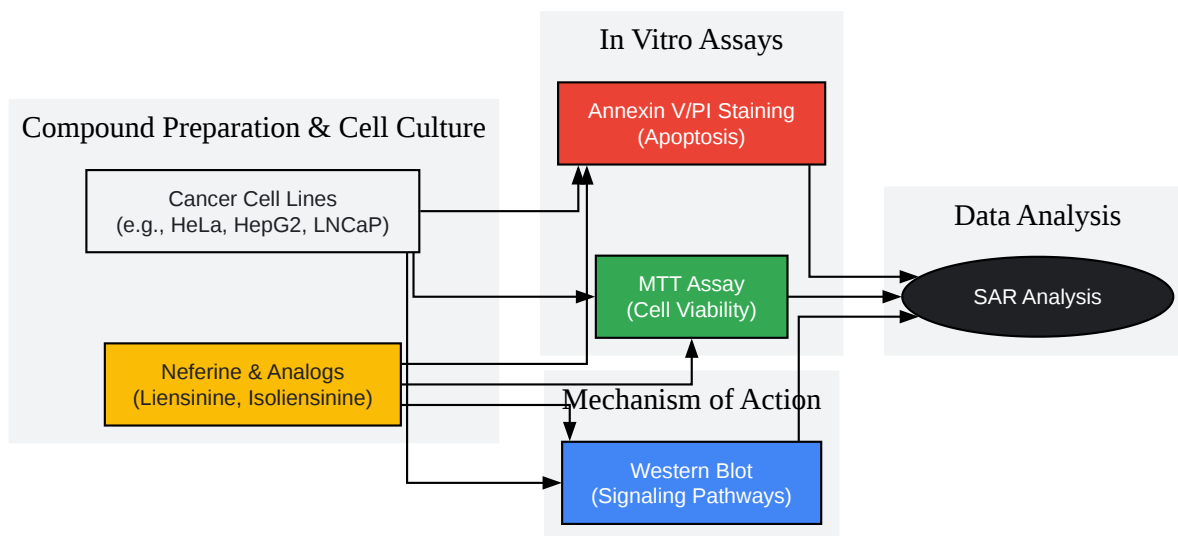 Compound Preparation & Cell Culture
Cancer Cell Lines
(e.g., HeLa, HepG2, LNCaP)
Neferine & Analogs
(Liensinine, Isoliensinine)
In Vitro Assays
Annexin V/PI Staining
(Apoptosis)
MTT Assay
(Cell Viability)
Mechanism of Action
Western Blot
(Signaling Pathways)
Data Analysis
SAR Analysis